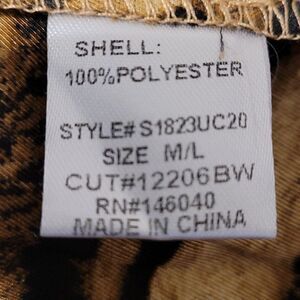 SHELL:
100%POLYESTER
STYLE#S1823UC20
SIZE M/L
CUT#12206BW
RN#146040
MADE IN CHINA